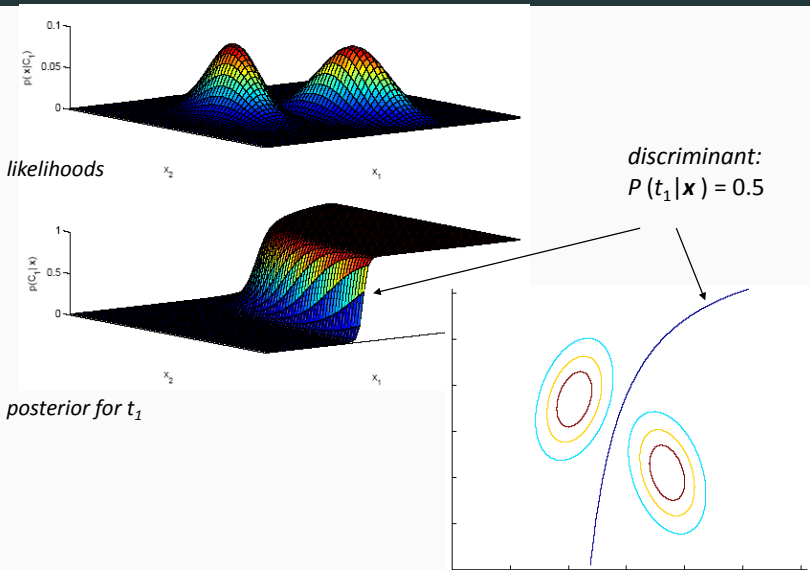 0.1
0.05
0
p(x|C₁)
likelihoods
x₂
x₁
discriminant:
P (t₁|x ) = 0.5
1
0.5
0
p(C₁|x)
x₂
x₁
posterior for t₁